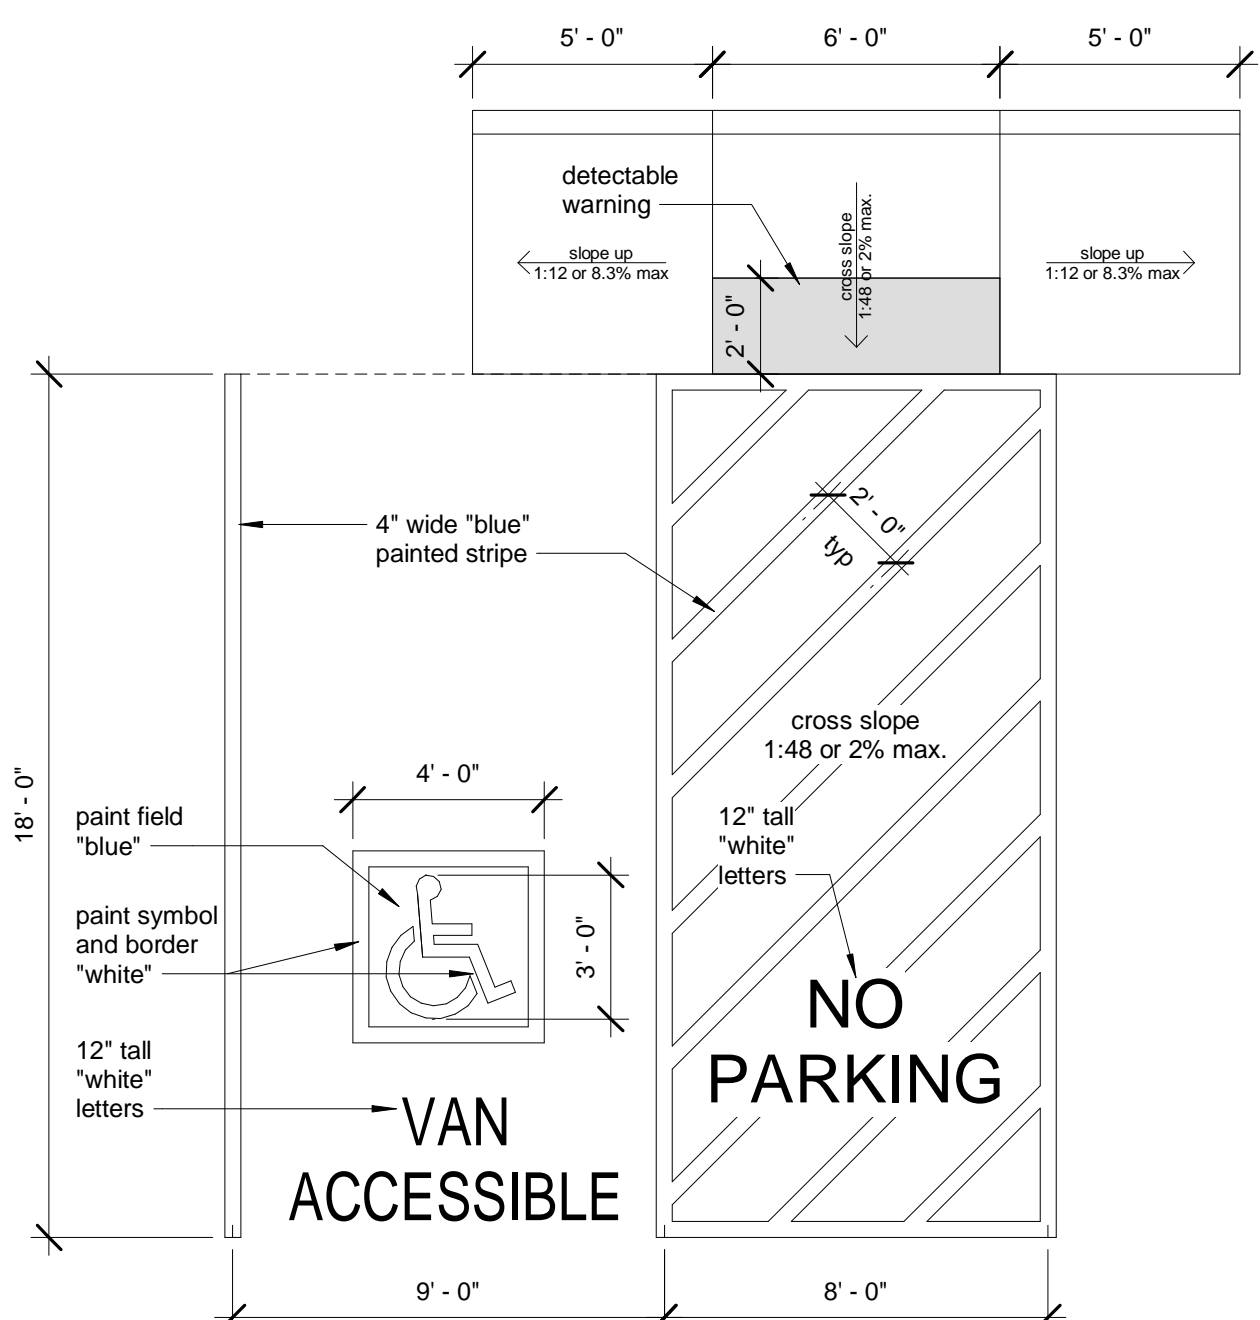 5' - 0"
6' - 0"
5' - 0"
detectable
warning
slope up
1:12 or 8.3% max
cross slope
1:48 or 2% max.
slope up
1:12 or 8.3% max
2' - 0"
4" wide "blue"
painted stripe
2' - 0"
typ
cross slope
1:48 or 2% max.
18' - 0"
4' - 0"
paint field
"blue"
12" tall
"white"
letters
paint symbol
and border
"white"
3' - 0"
NO
PARKING
12" tall
"white"
letters
VAN
ACCESSIBLE
9' - 0"
8' - 0"